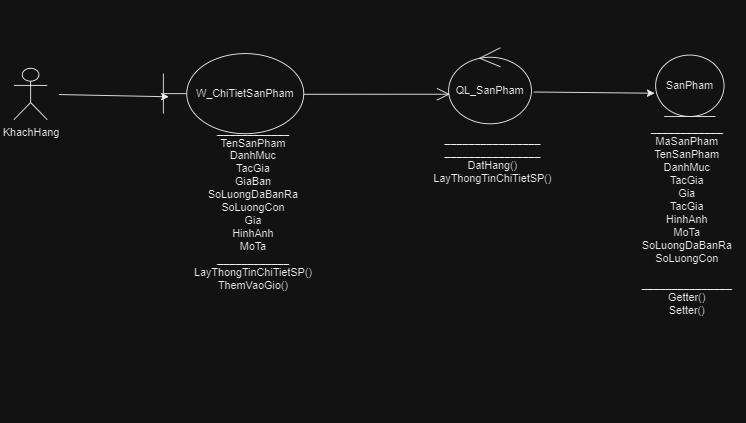 KhachHang
W_ChiTietSanPham
TenSanPham
DanhMuc
TacGia
GiaBan
SoLuongDaBanRa
SoLuongCon
Gia
HinhAnh
MoTa
LayThongTinChiTietSP()
ThemVaoGio()
QL_SanPham
DatHang()
LayThongTinChiTietSP()
SanPham
MaSanPham
TenSanPham
DanhMuc
TacGia
Gia
TacGia
HinhAnh
MoTa
SoLuongDaBanRa
SoLuongCon
Getter()
Setter()